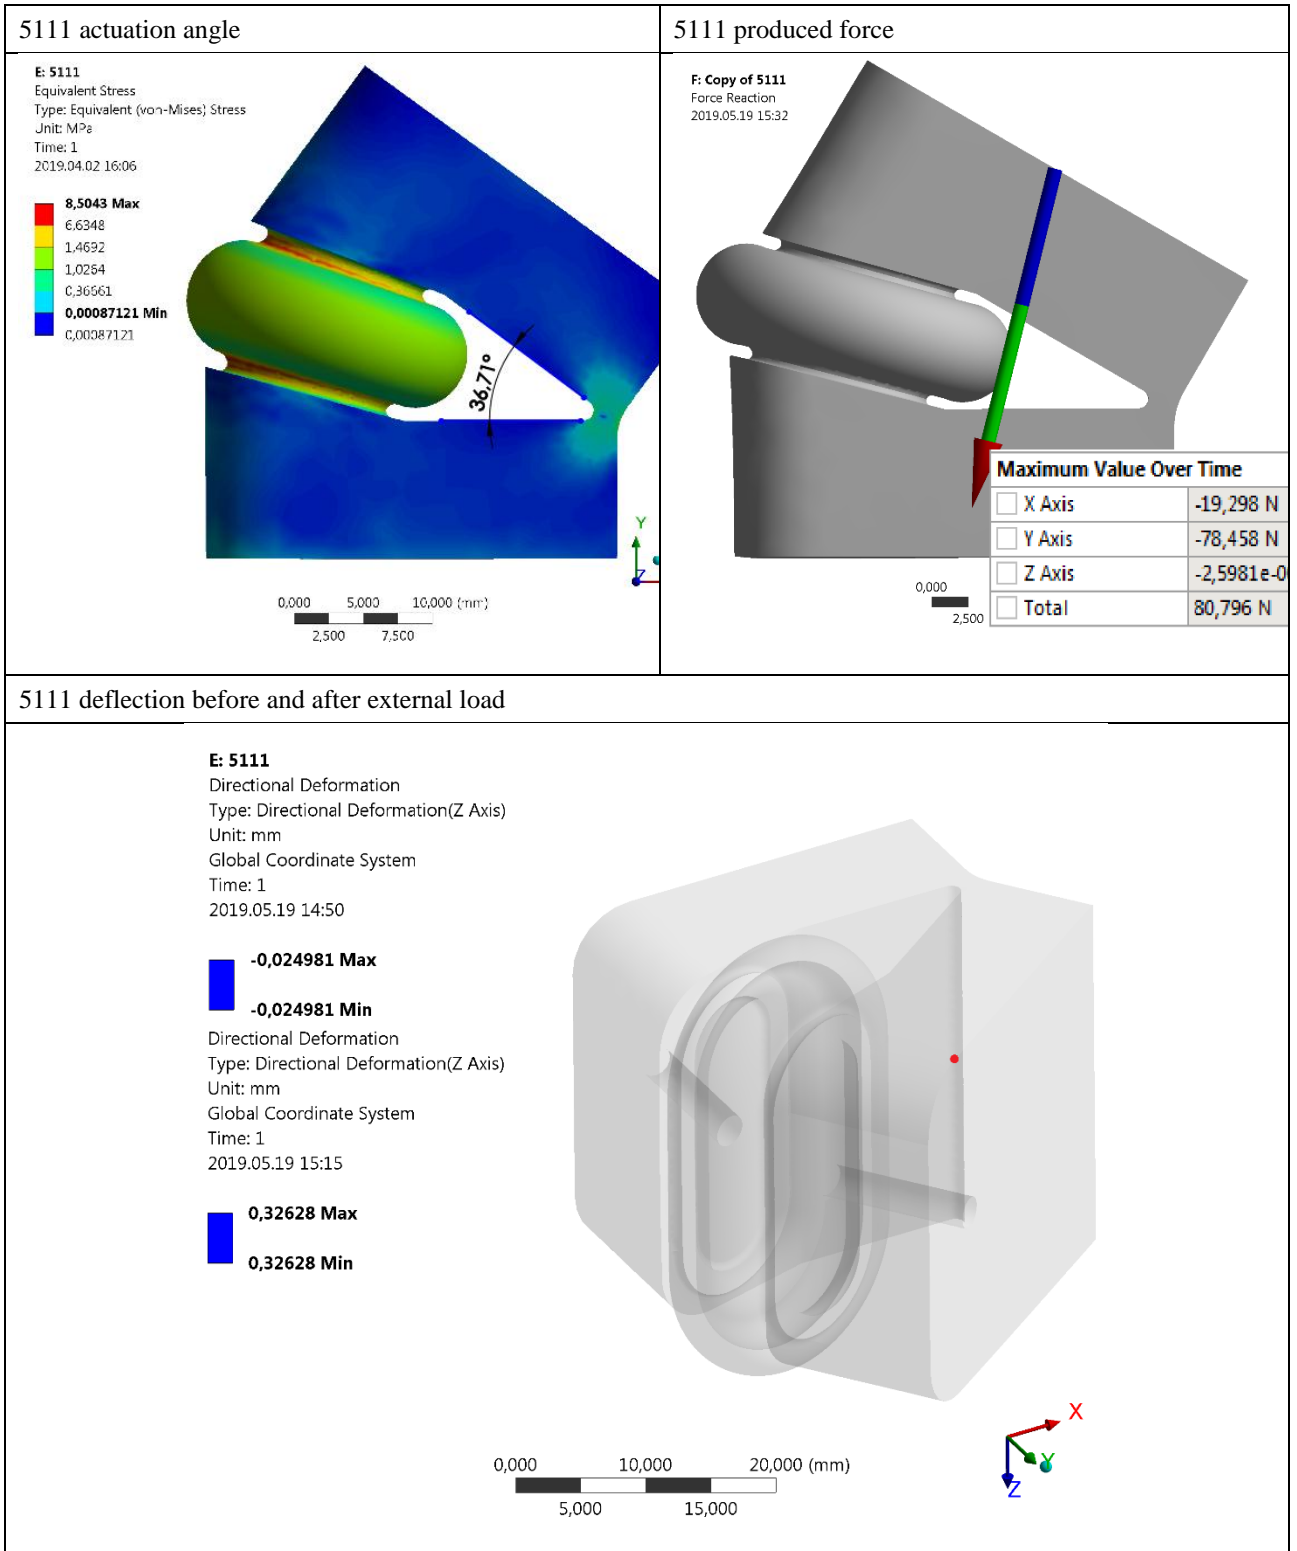 5111 actuation angle
E: 5111
Equivalent Stress
Type: Equivalent (von-Mises) Stress
Unit: MPa
Time: 1
2019.04.02 16:06
8,5043 Max
6,6348
1,4692
1,0254
0,36561
0,00087121 Min
0,00087121
36,71°
Y
Z
0,000 5,000 10,000 (mm)
2,500 7,500
5111 produced force
F: Copy of 5111
Force Reaction
2019.05.19 15:32
Maximum Value Over Time
X Axis -19,298 N
Y Axis -78,458 N
Z Axis -2,5981e-0
Total 80,796 N
0,000
2,500
5111 deflection before and after external load
E: 5111
Directional Deformation
Type: Directional Deformation(Z Axis)
Unit: mm
Global Coordinate System
Time: 1
2019.05.19 14:50
-0,024981 Max
-0,024981 Min
Directional Deformation
Type: Directional Deformation(Z Axis)
Unit: mm
Global Coordinate System
Time: 1
2019.05.19 15:15
0,32628 Max
0,32628 Min
X
Y
Z
0,000 10,000 20,000 (mm)
5,000 15,000